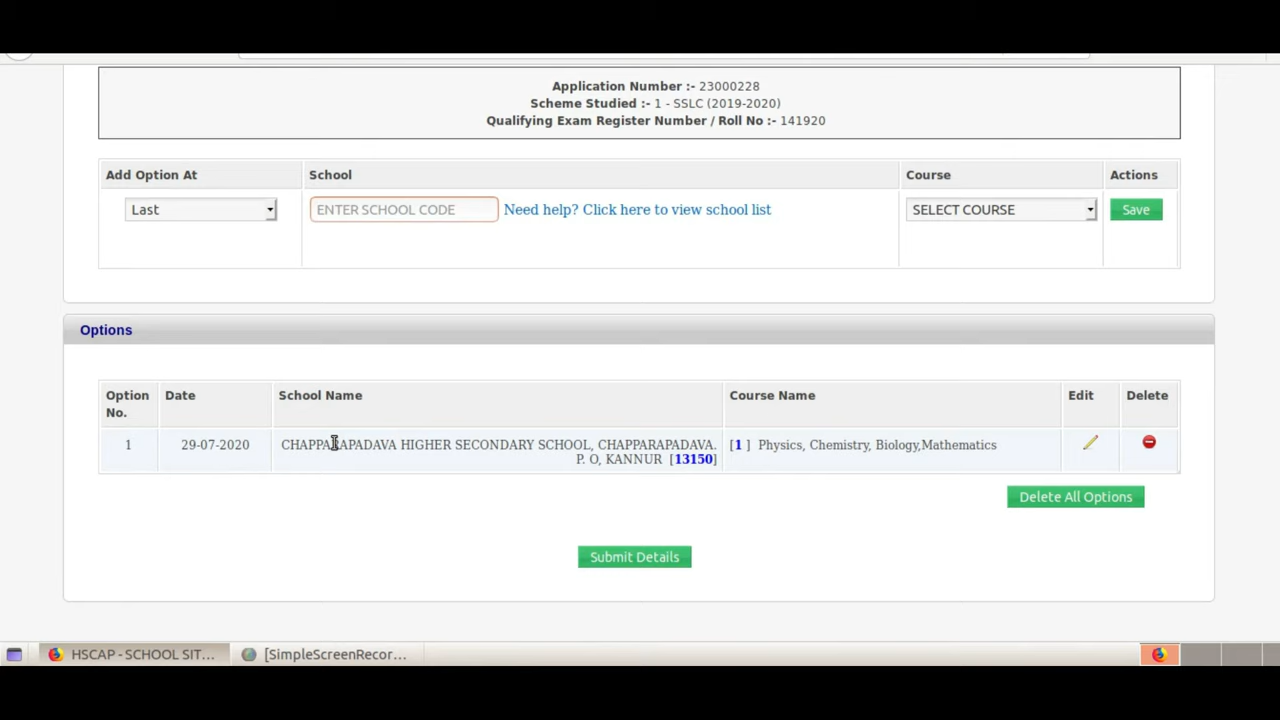 Application Number :- 23000228
Scheme Studied :- 1 - SSLC (2019-2020)
Qualifying Exam Register Number / Roll No :- 141920
Add Option At School Course Actions
Last ENTER SCHOOL CODE Need help? Click here to view school list SELECT COURSE Save
Options
Option No. Date School Name Course Name Edit Delete
1 29-07-2020 CHAPPARAPADAVA HIGHER SECONDARY SCHOOL, CHAPPARAPADAVA. [1 ] Physics, Chemistry, Biology,Mathematics
P. O, KANNUR [13150]
Delete All Options
Submit Details
HSCAP - SCHOOL SIT... [SimpleScreenRecor...